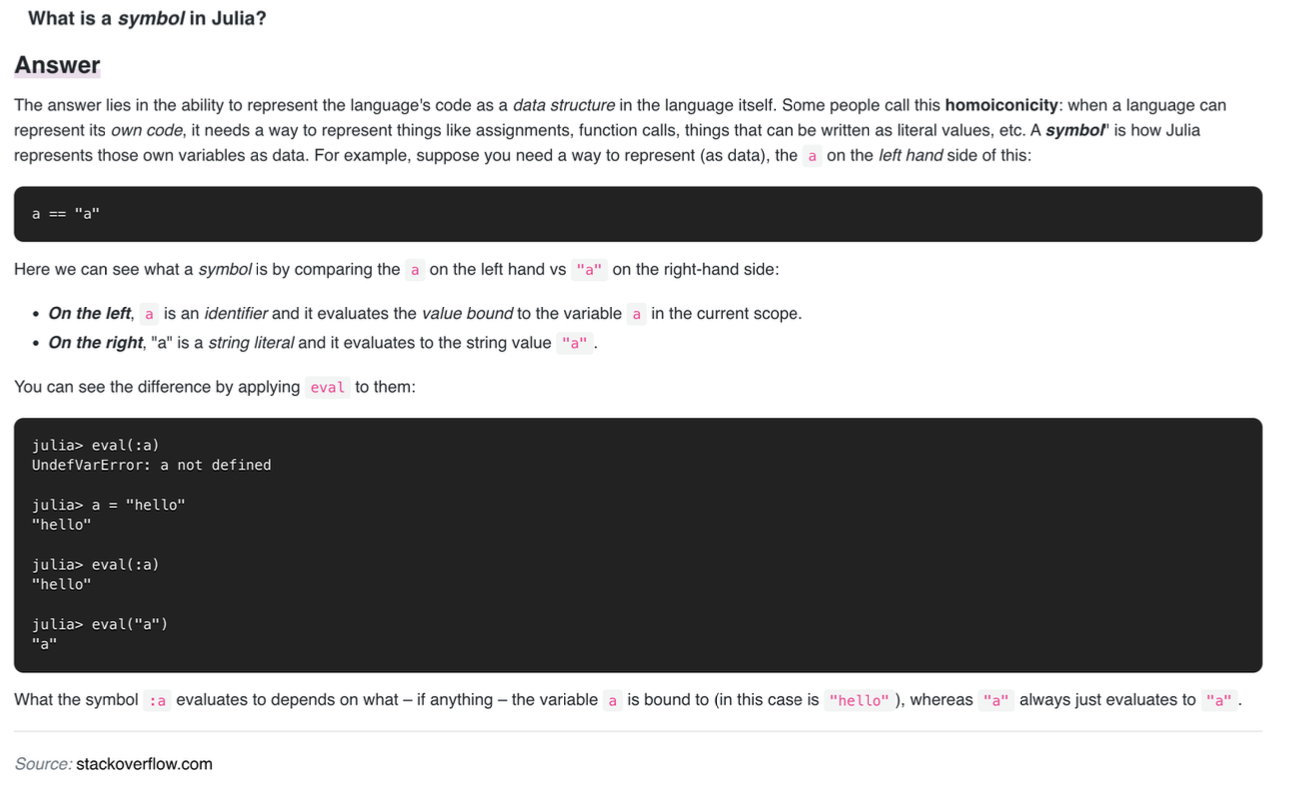 What is a symbol in Julia?
Answer
The answer lies in the ability to represent the language's code as a data structure in the language itself. Some people call this homoiconicity: when a language can
represent its own code, it needs a way to represent things like assignments, function calls, things that can be written as literal values, etc. A symbol" is how Julia
represents those own variables as data. For example, suppose you need a way to represent (as data), the a on the left hand side of this:
a == "a"
Here we can see what a symbol is by comparing the a on the left hand vs "a" on the right-hand side:
• On the left, a is an identifier and it evaluates the value bound to the variable a in the current scope.
• On the right, "a" is a string literal and it evaluates to the string value "a" .
You can see the difference by applying eval to them:
julia> eval(:a)
UndefVarError: a not defined
julia> a = "hello"
"hello"
julia> eval(:a)
"hello"
julia> eval("a")
"a"
What the symbol :a evaluates to depends on what – if anything – the variable a is bound to (in this case is "hello" ), whereas "a" always just evaluates to "a" .
Source: stackoverflow.com